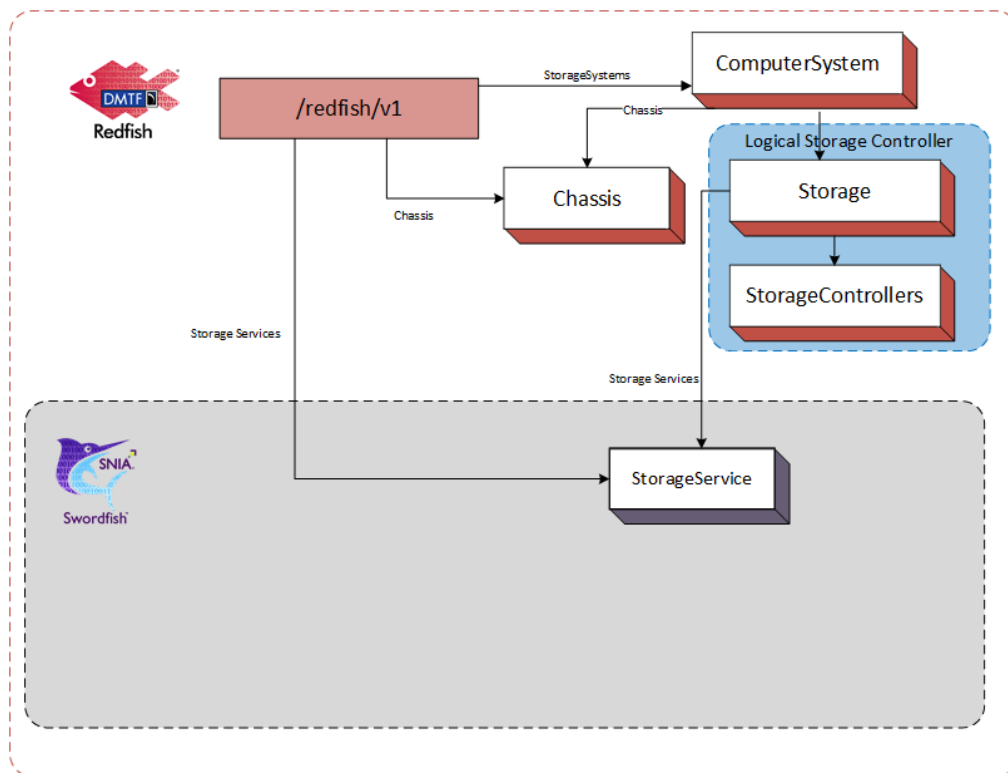 ComputerSystem
StorageSystems
DMTF
/redfish/v1
Chassis
Redfish
Logical Storage Controller
Chassis
Storage
Chassis
StorageControllers
Storage Services
Storage Services
SNIA
StorageService
Swordfish